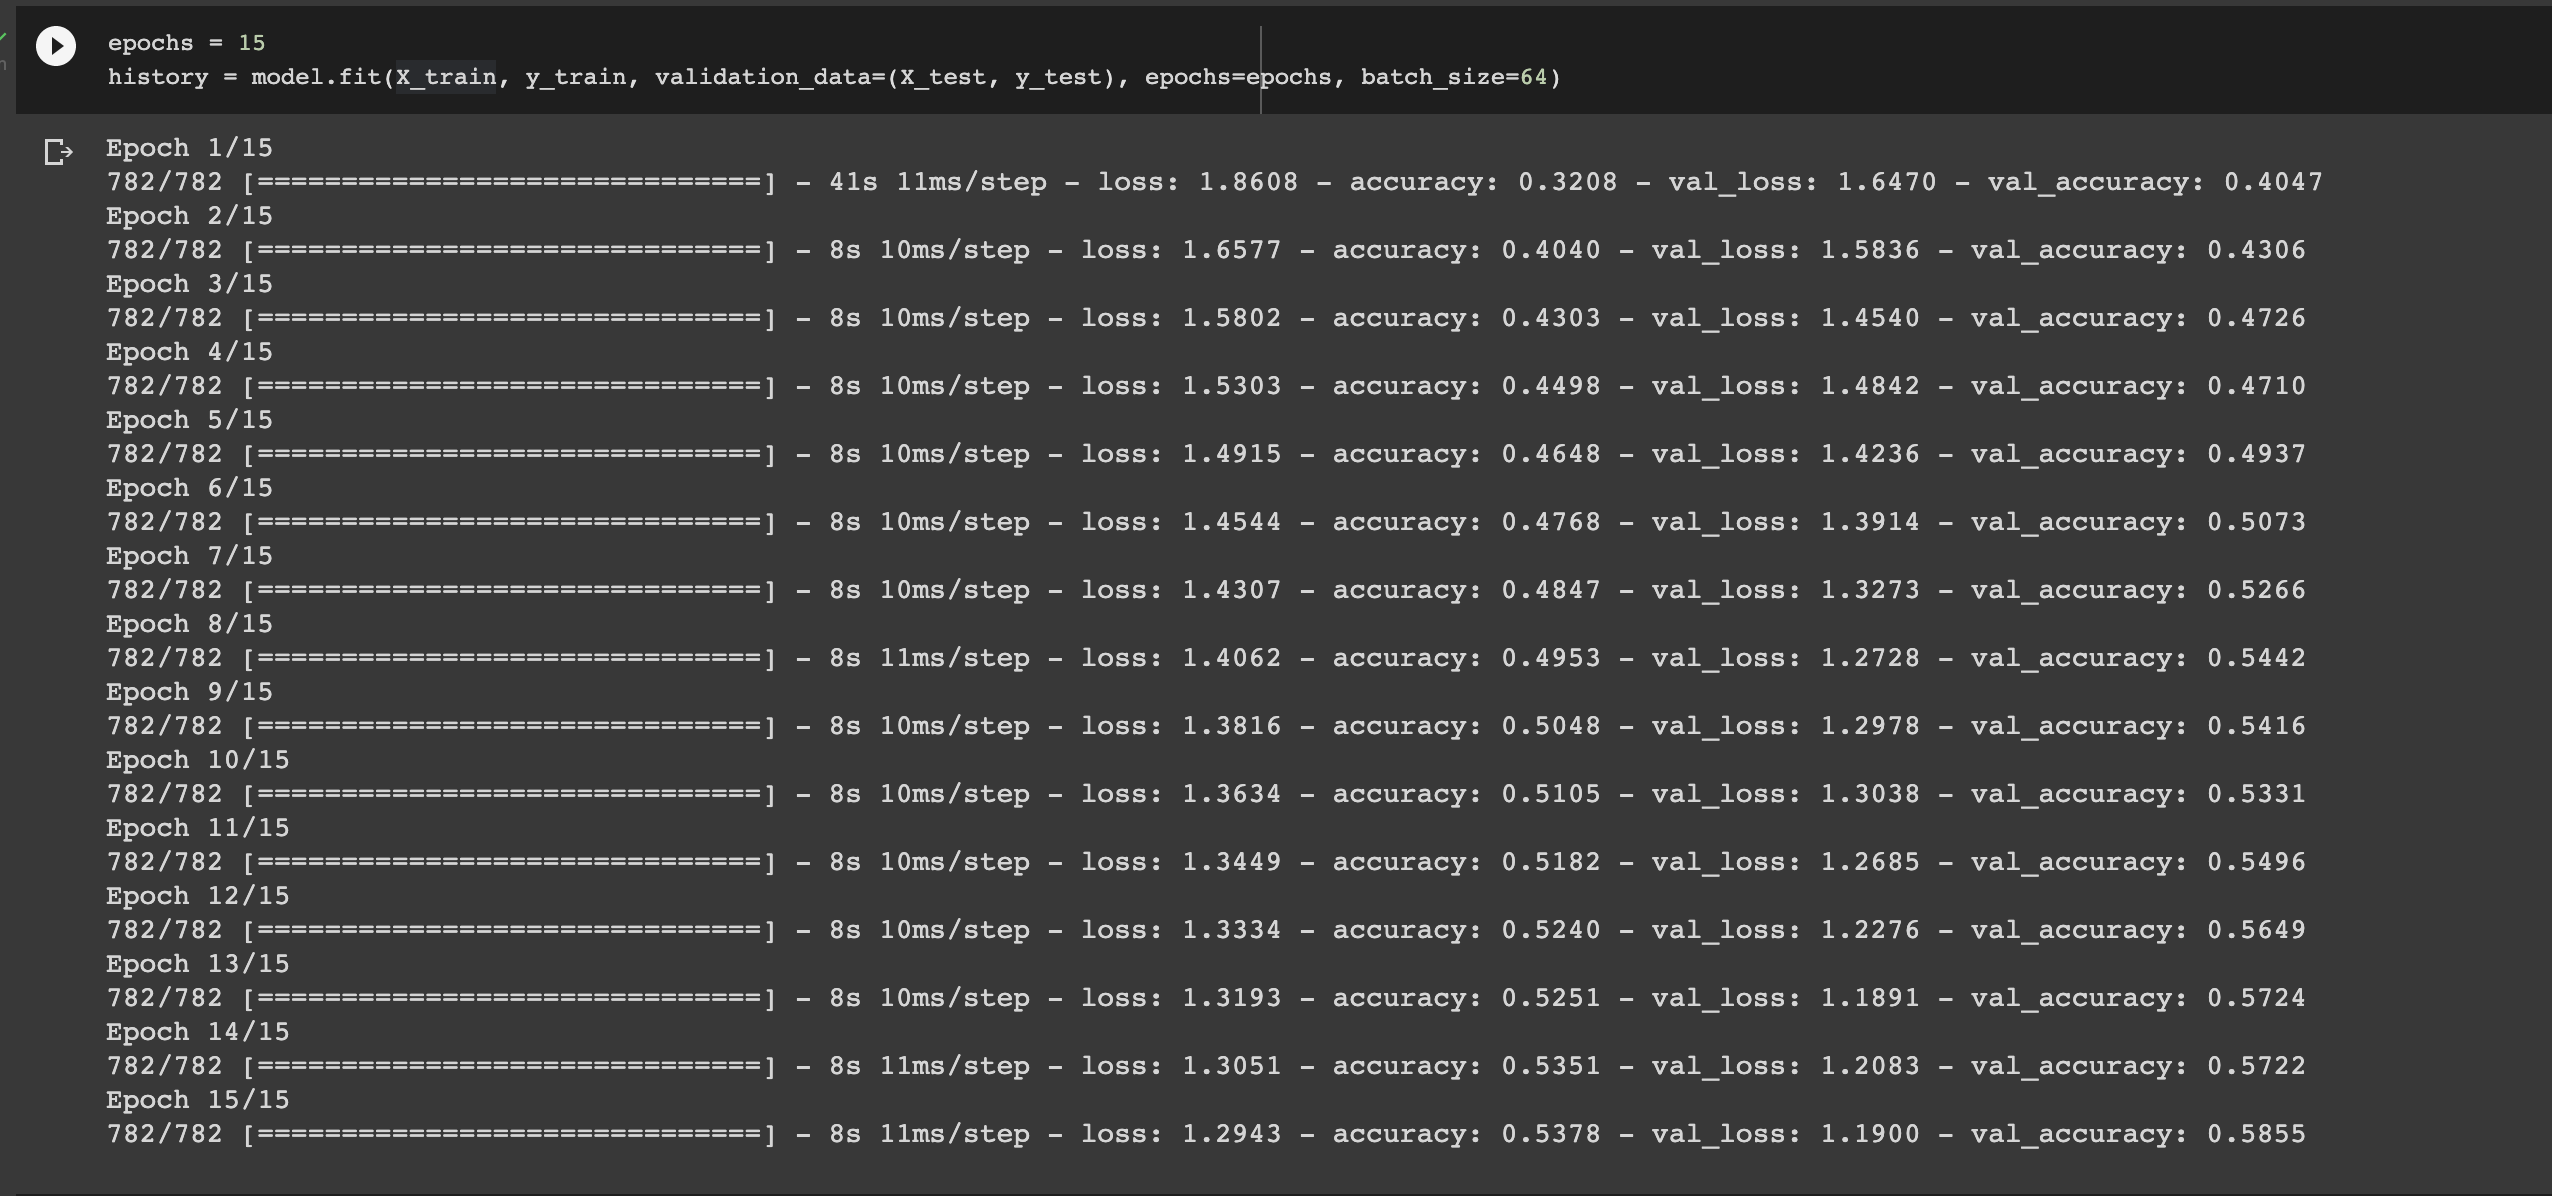 epochs = 15
history = model.fit(X_train, y_train, validation_data=(X_test, y_test), epochs=epochs, batch_size=64)
Epoch 1/15
782/782 [==============================] - 41s 11ms/step - loss: 1.8608 - accuracy: 0.3208 - val_loss: 1.6470 - val_accuracy: 0.4047
Epoch 2/15
782/782 [==============================] - 8s 10ms/step - loss: 1.6577 - accuracy: 0.4040 - val_loss: 1.5836 - val_accuracy: 0.4306
Epoch 3/15
782/782 [==============================] - 8s 10ms/step - loss: 1.5802 - accuracy: 0.4303 - val_loss: 1.4540 - val_accuracy: 0.4726
Epoch 4/15
782/782 [==============================] - 8s 10ms/step - loss: 1.5303 - accuracy: 0.4498 - val_loss: 1.4842 - val_accuracy: 0.4710
Epoch 5/15
782/782 [==============================] - 8s 10ms/step - loss: 1.4915 - accuracy: 0.4648 - val_loss: 1.4236 - val_accuracy: 0.4937
Epoch 6/15
782/782 [==============================] - 8s 10ms/step - loss: 1.4544 - accuracy: 0.4768 - val_loss: 1.3914 - val_accuracy: 0.5073
Epoch 7/15
782/782 [==============================] - 8s 10ms/step - loss: 1.4307 - accuracy: 0.4847 - val_loss: 1.3273 - val_accuracy: 0.5266
Epoch 8/15
782/782 [==============================] - 8s 11ms/step - loss: 1.4062 - accuracy: 0.4953 - val_loss: 1.2728 - val_accuracy: 0.5442
Epoch 9/15
782/782 [==============================] - 8s 10ms/step - loss: 1.3816 - accuracy: 0.5048 - val_loss: 1.2978 - val_accuracy: 0.5416
Epoch 10/15
782/782 [==============================] - 8s 10ms/step - loss: 1.3634 - accuracy: 0.5105 - val_loss: 1.3038 - val_accuracy: 0.5331
Epoch 11/15
782/782 [==============================] - 8s 10ms/step - loss: 1.3449 - accuracy: 0.5182 - val_loss: 1.2685 - val_accuracy: 0.5496
Epoch 12/15
782/782 [==============================] - 8s 10ms/step - loss: 1.3334 - accuracy: 0.5240 - val_loss: 1.2276 - val_accuracy: 0.5649
Epoch 13/15
782/782 [==============================] - 8s 10ms/step - loss: 1.3193 - accuracy: 0.5251 - val_loss: 1.1891 - val_accuracy: 0.5724
Epoch 14/15
782/782 [==============================] - 8s 11ms/step - loss: 1.3051 - accuracy: 0.5351 - val_loss: 1.2083 - val_accuracy: 0.5722
Epoch 15/15
782/782 [==============================] - 8s 11ms/step - loss: 1.2943 - accuracy: 0.5378 - val_loss: 1.1900 - val_accuracy: 0.5855